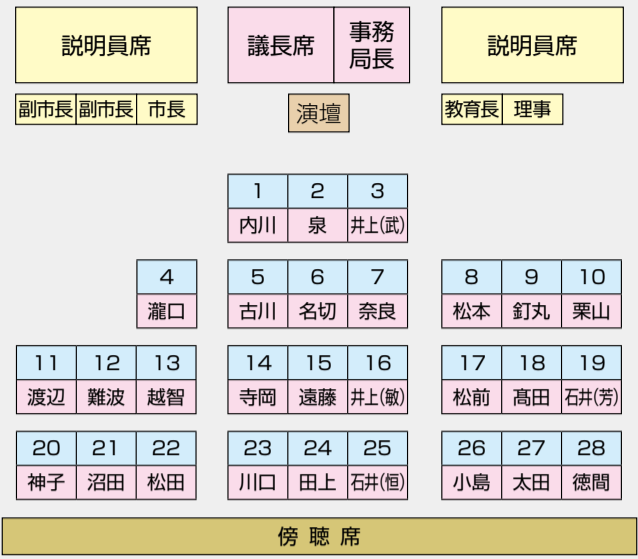 説明員席 議長席 事務局長 説明員席
副市長 副市長 市長 演壇 教育長 理事
1 2 3
内川 泉 井上(武)
4 5 6 7 8 9 10
瀧口 古川 名切 奈良 松本 釘丸 栗山
11 12 13 14 15 16 17 18 19
渡辺 難波 越智 寺岡 遠藤 井上(敏) 松前 髙田 石井(芳)
20 21 22 23 24 25 26 27 28
神子 沼田 松田 川口 田上 石井(恒) 小島 太田 徳間
傍聴席